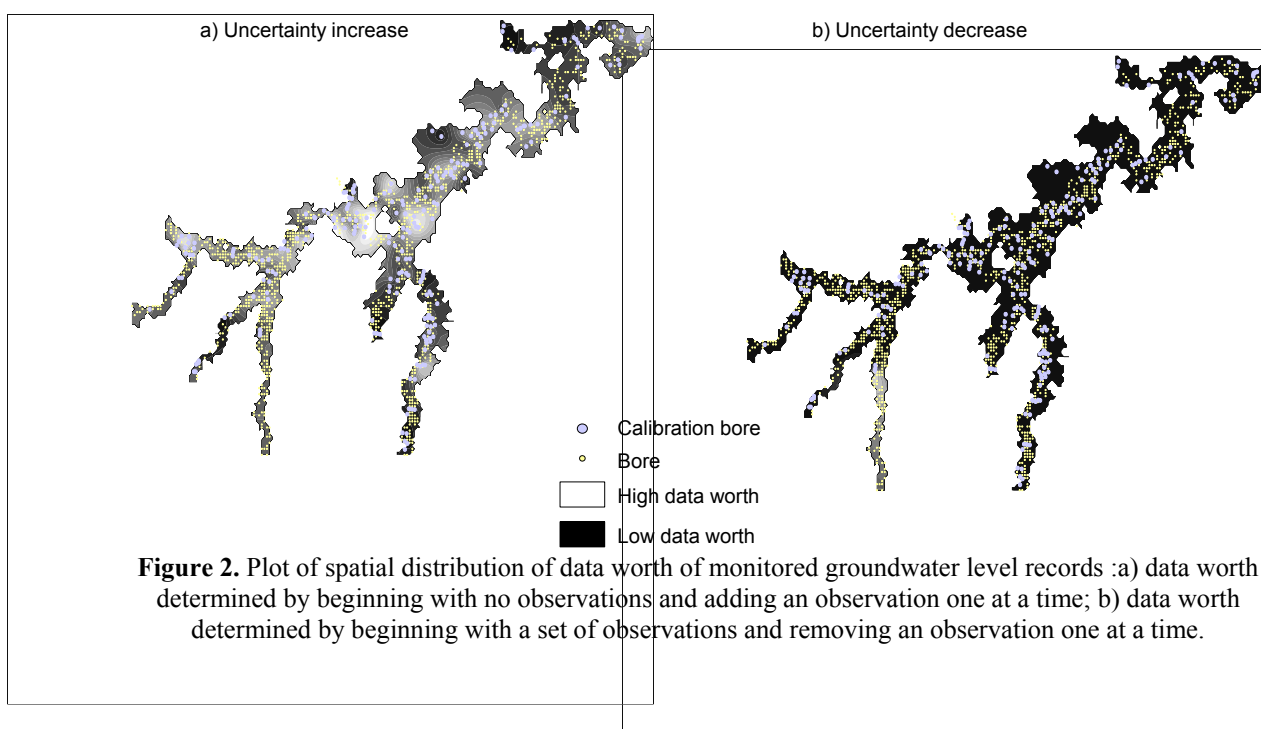 a) Uncertainty increase
b) Uncertainty decrease
Calibration bore
Bore
High data worth
Low data worth
Figure 2. Plot of spatial distribution of data worth of monitored groundwater level records :a) data worth
determined by beginning with no observations and adding an observation one at a time; b) data worth
determined by beginning with a set of observations and removing an observation one at a time.